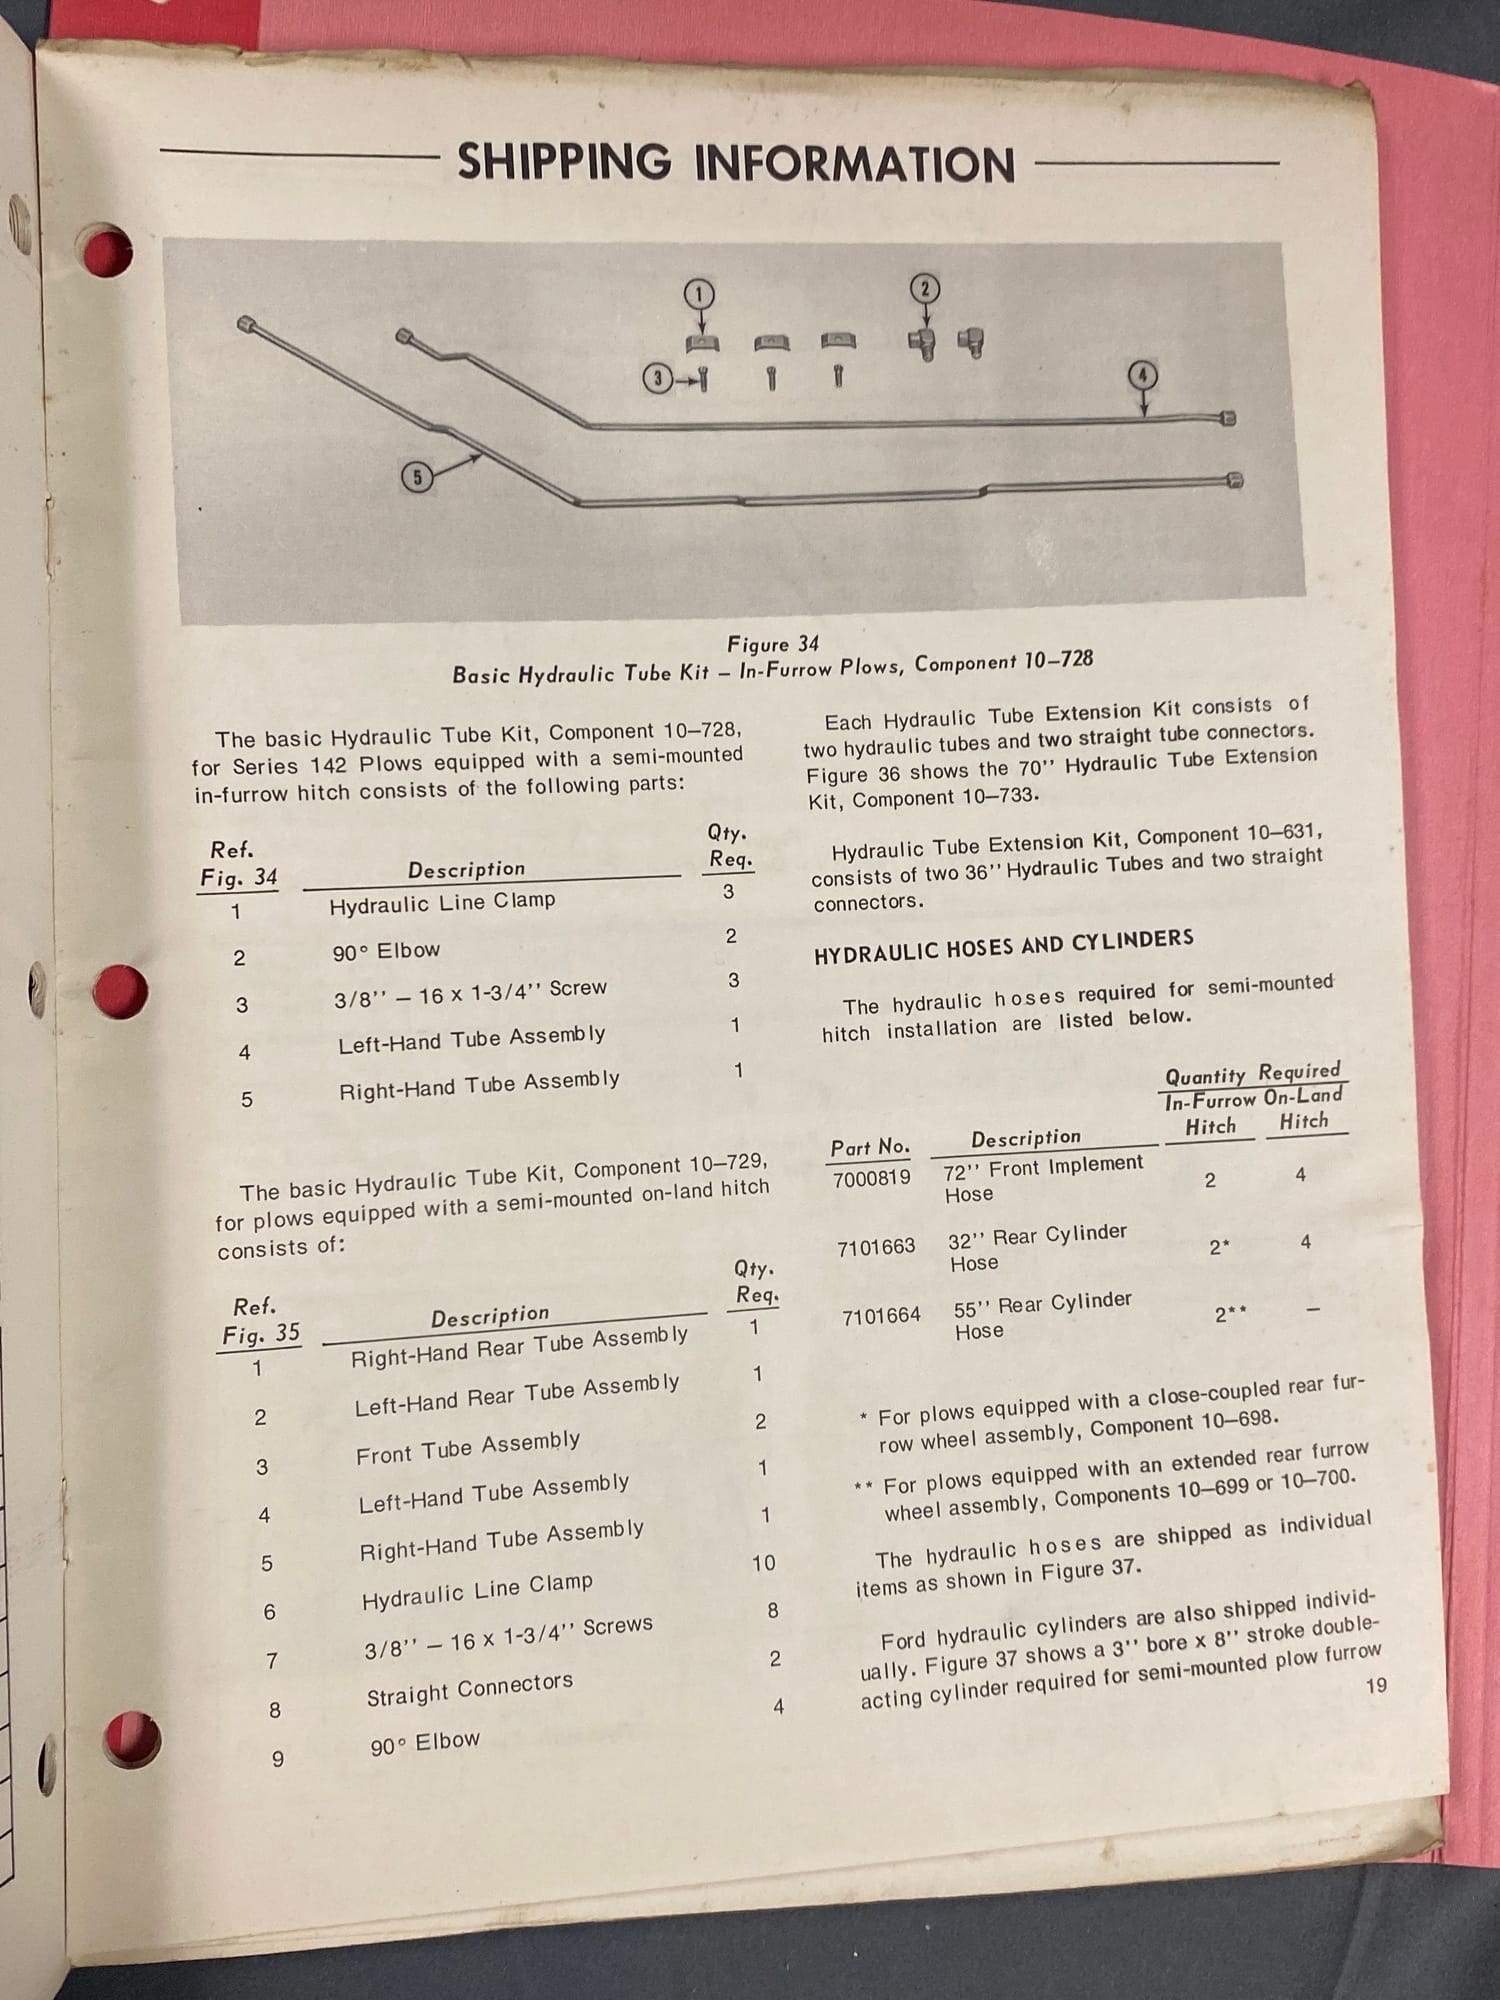 SHIPPING INFORMATION
1
2
3
4
5
Figure 34
Basic Hydraulic Tube Kit – In-Furrow Plows, Component 10–728
The basic Hydraulic Tube Kit, Component 10–728,
for Series 142 Plows equipped with a semi-mounted
in-furrow hitch consists of the following parts:
Ref. Qty.
Fig. 34 Description Req.
1 Hydraulic Line Clamp 3
2 90° Elbow 2
3 3/8'' – 16 x 1-3/4'' Screw 3
4 Left-Hand Tube Assembly 1
5 Right-Hand Tube Assembly 1
The basic Hydraulic Tube Kit, Component 10–729,
for plows equipped with a semi-mounted on-land hitch
consists of:
Ref. Qty.
Fig. 35 Description Req.
1 Right-Hand Rear Tube Assembly 1
2 Left-Hand Rear Tube Assembly 1
3 Front Tube Assembly 2
4 Left-Hand Tube Assembly 1
5 Right-Hand Tube Assembly 1
6 Hydraulic Line Clamp 10
7 3/8'' – 16 x 1-3/4'' Screws 8
8 Straight Connectors 2
9 90° Elbow 4
Each Hydraulic Tube Extension Kit consists of
two hydraulic tubes and two straight tube connectors.
Figure 36 shows the 70'' Hydraulic Tube Extension
Kit, Component 10–733.
Hydraulic Tube Extension Kit, Component 10–631,
consists of two 36'' Hydraulic Tubes and two straight
connectors.
HYDRAULIC HOSES AND CYLINDERS
The hydraulic hoses required for semi-mounted
hitch installation are listed below.
Quantity Required
In-Furrow On-Land
Part No. Description Hitch Hitch
7000819 72'' Front Implement 2 4
Hose
7101663 32'' Rear Cylinder 2* 4
Hose
7101664 55'' Rear Cylinder 2** –
Hose
* For plows equipped with a close-coupled rear fur-
row wheel assembly, Component 10–698.
** For plows equipped with an extended rear furrow
wheel assembly, Components 10–699 or 10–700.
The hydraulic hoses are shipped as individual
items as shown in Figure 37.
Ford hydraulic cylinders are also shipped individ-
ually. Figure 37 shows a 3'' bore x 8'' stroke double-
acting cylinder required for semi-mounted plow furrow
19